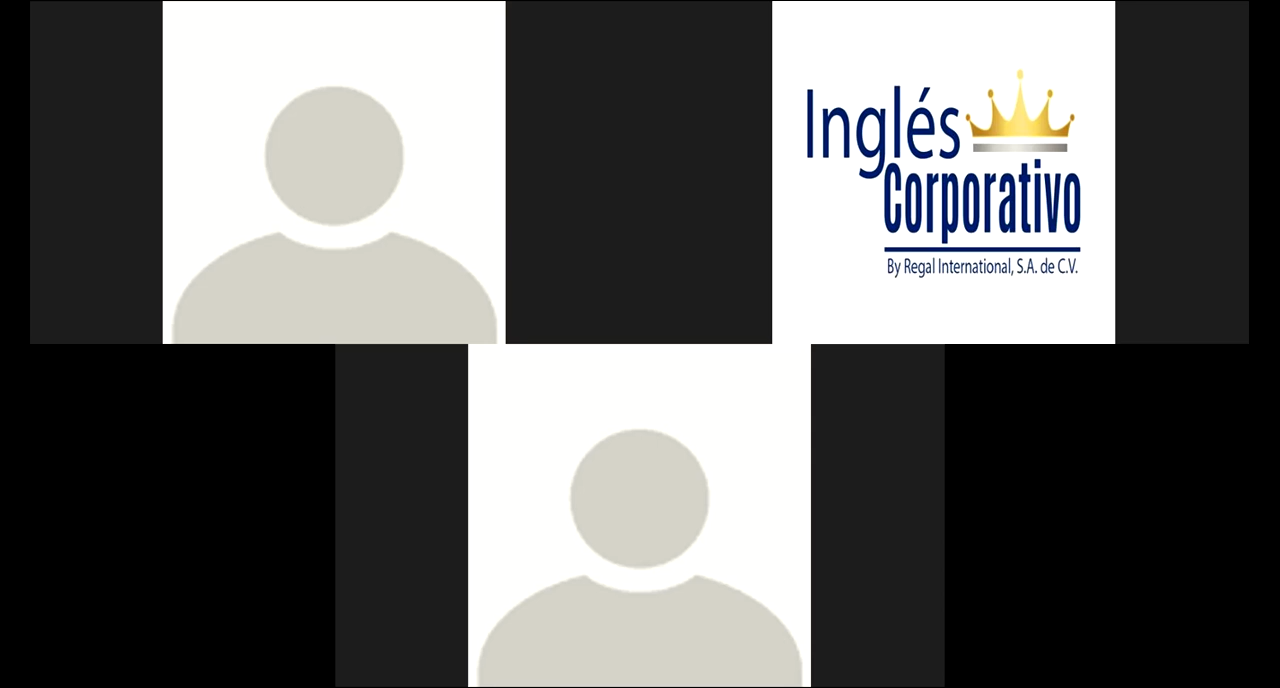 Inglés
Corporativo
By Regal International, S.A. de C.V.